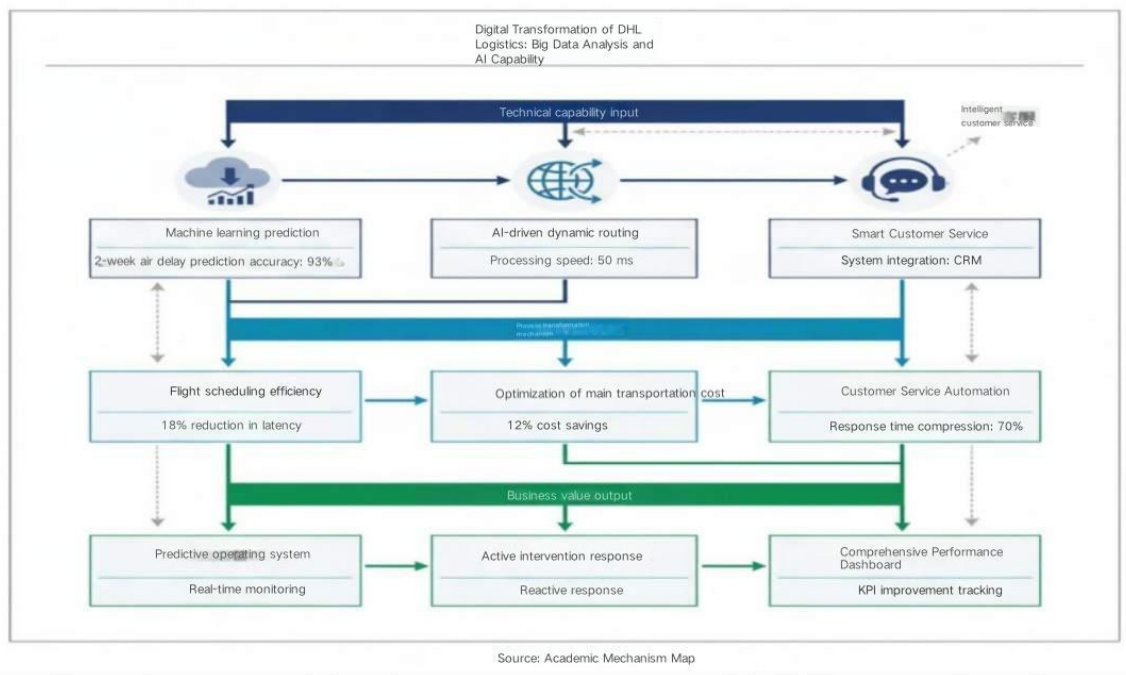 Digital Transformation of DHL
Logistics: Big Data Analysis and
AI Capability
Technical capability input
Intelligent
customer service
Machine learning prediction
AI-driven dynamic routing
Smart Customer Service
2-week air delay prediction accuracy: 93%
Processing speed: 50 ms
System integration: CRM
Process transformation
mechanism
Flight scheduling efficiency
Optimization of main transportation cost
Customer Service Automation
18% reduction in latency
12% cost savings
Response time compression: 70%
Business value output
Predictive operating system
Active intervention response
Comprehensive Performance
Dashboard
Real-time monitoring
Reactive response
KPI improvement tracking
Source: Academic Mechanism Map